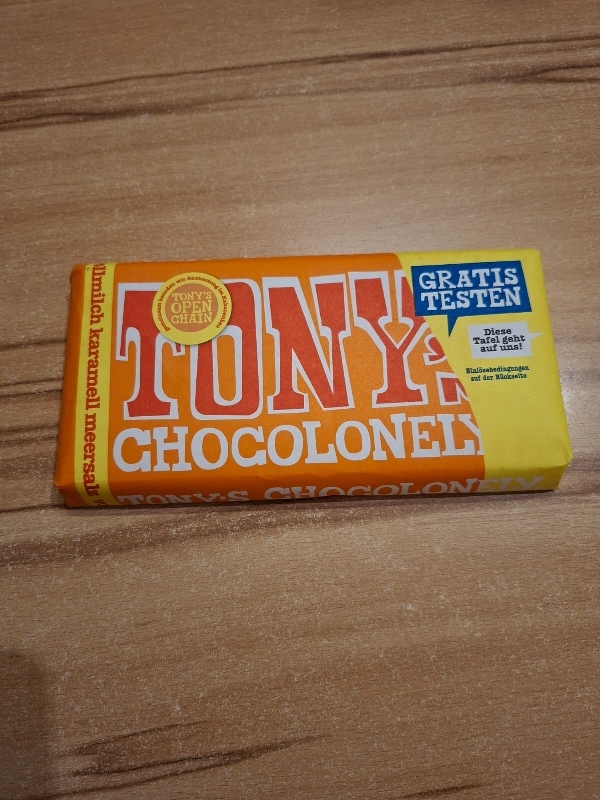 llmilch karamell meersalz
TONY'S
CHOCOLONELY
TONY'S CHOCOLONELY
TONY'S
OPEN
CHAIN
GRATIS
TESTEN
Diese
Tafel geht
auf uns!
Einlösebedingungen
auf der Rückseite